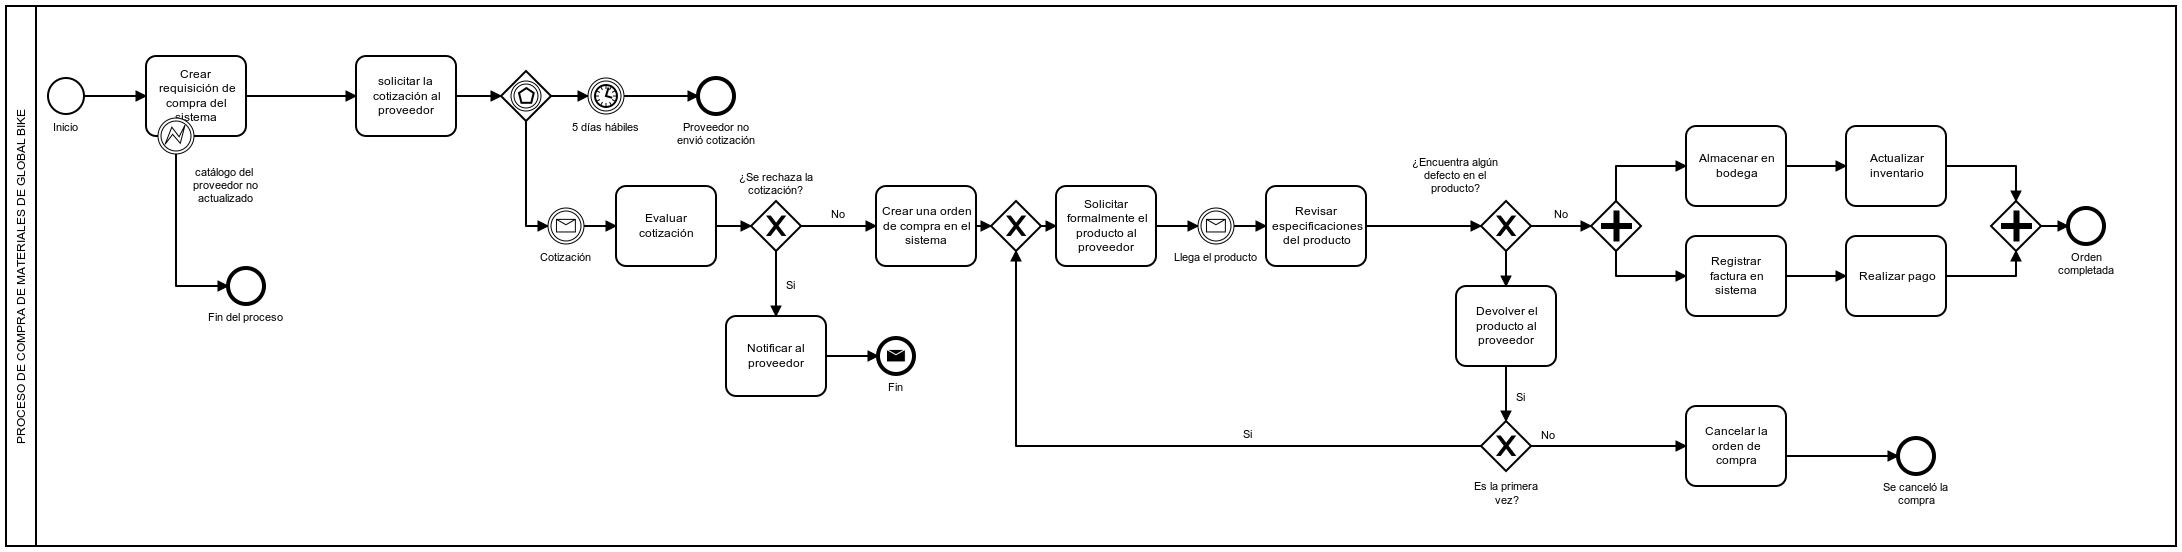 PROCESO DE COMPRA DE MATERIALES DE GLOBAL BIKE
Inicio
Crear
requisición de
compra del
sistema
catálogo del
proveedor no
actualizado
Fin del proceso
solicitar la
cotización al
proveedor
5 días hábiles
Proveedor no
envió cotización
Cotización
Evaluar
cotización
¿Se rechaza la
cotización?
No
Si
Notificar al
proveedor
Fin
Crear una orden
de compra en el
sistema
Solicitar
formalmente el
producto al
proveedor
Llega el producto
Revisar
especificaciones
del producto
¿Encuentra algún
defecto en el
producto?
No
Devolver el
producto al
proveedor
Si
Es la primera
vez?
Si
No
Cancelar la
orden de
compra
Se canceló la
compra
Almacenar en
bodega
Actualizar
inventario
Registrar
factura en
sistema
Realizar pago
Orden
completada